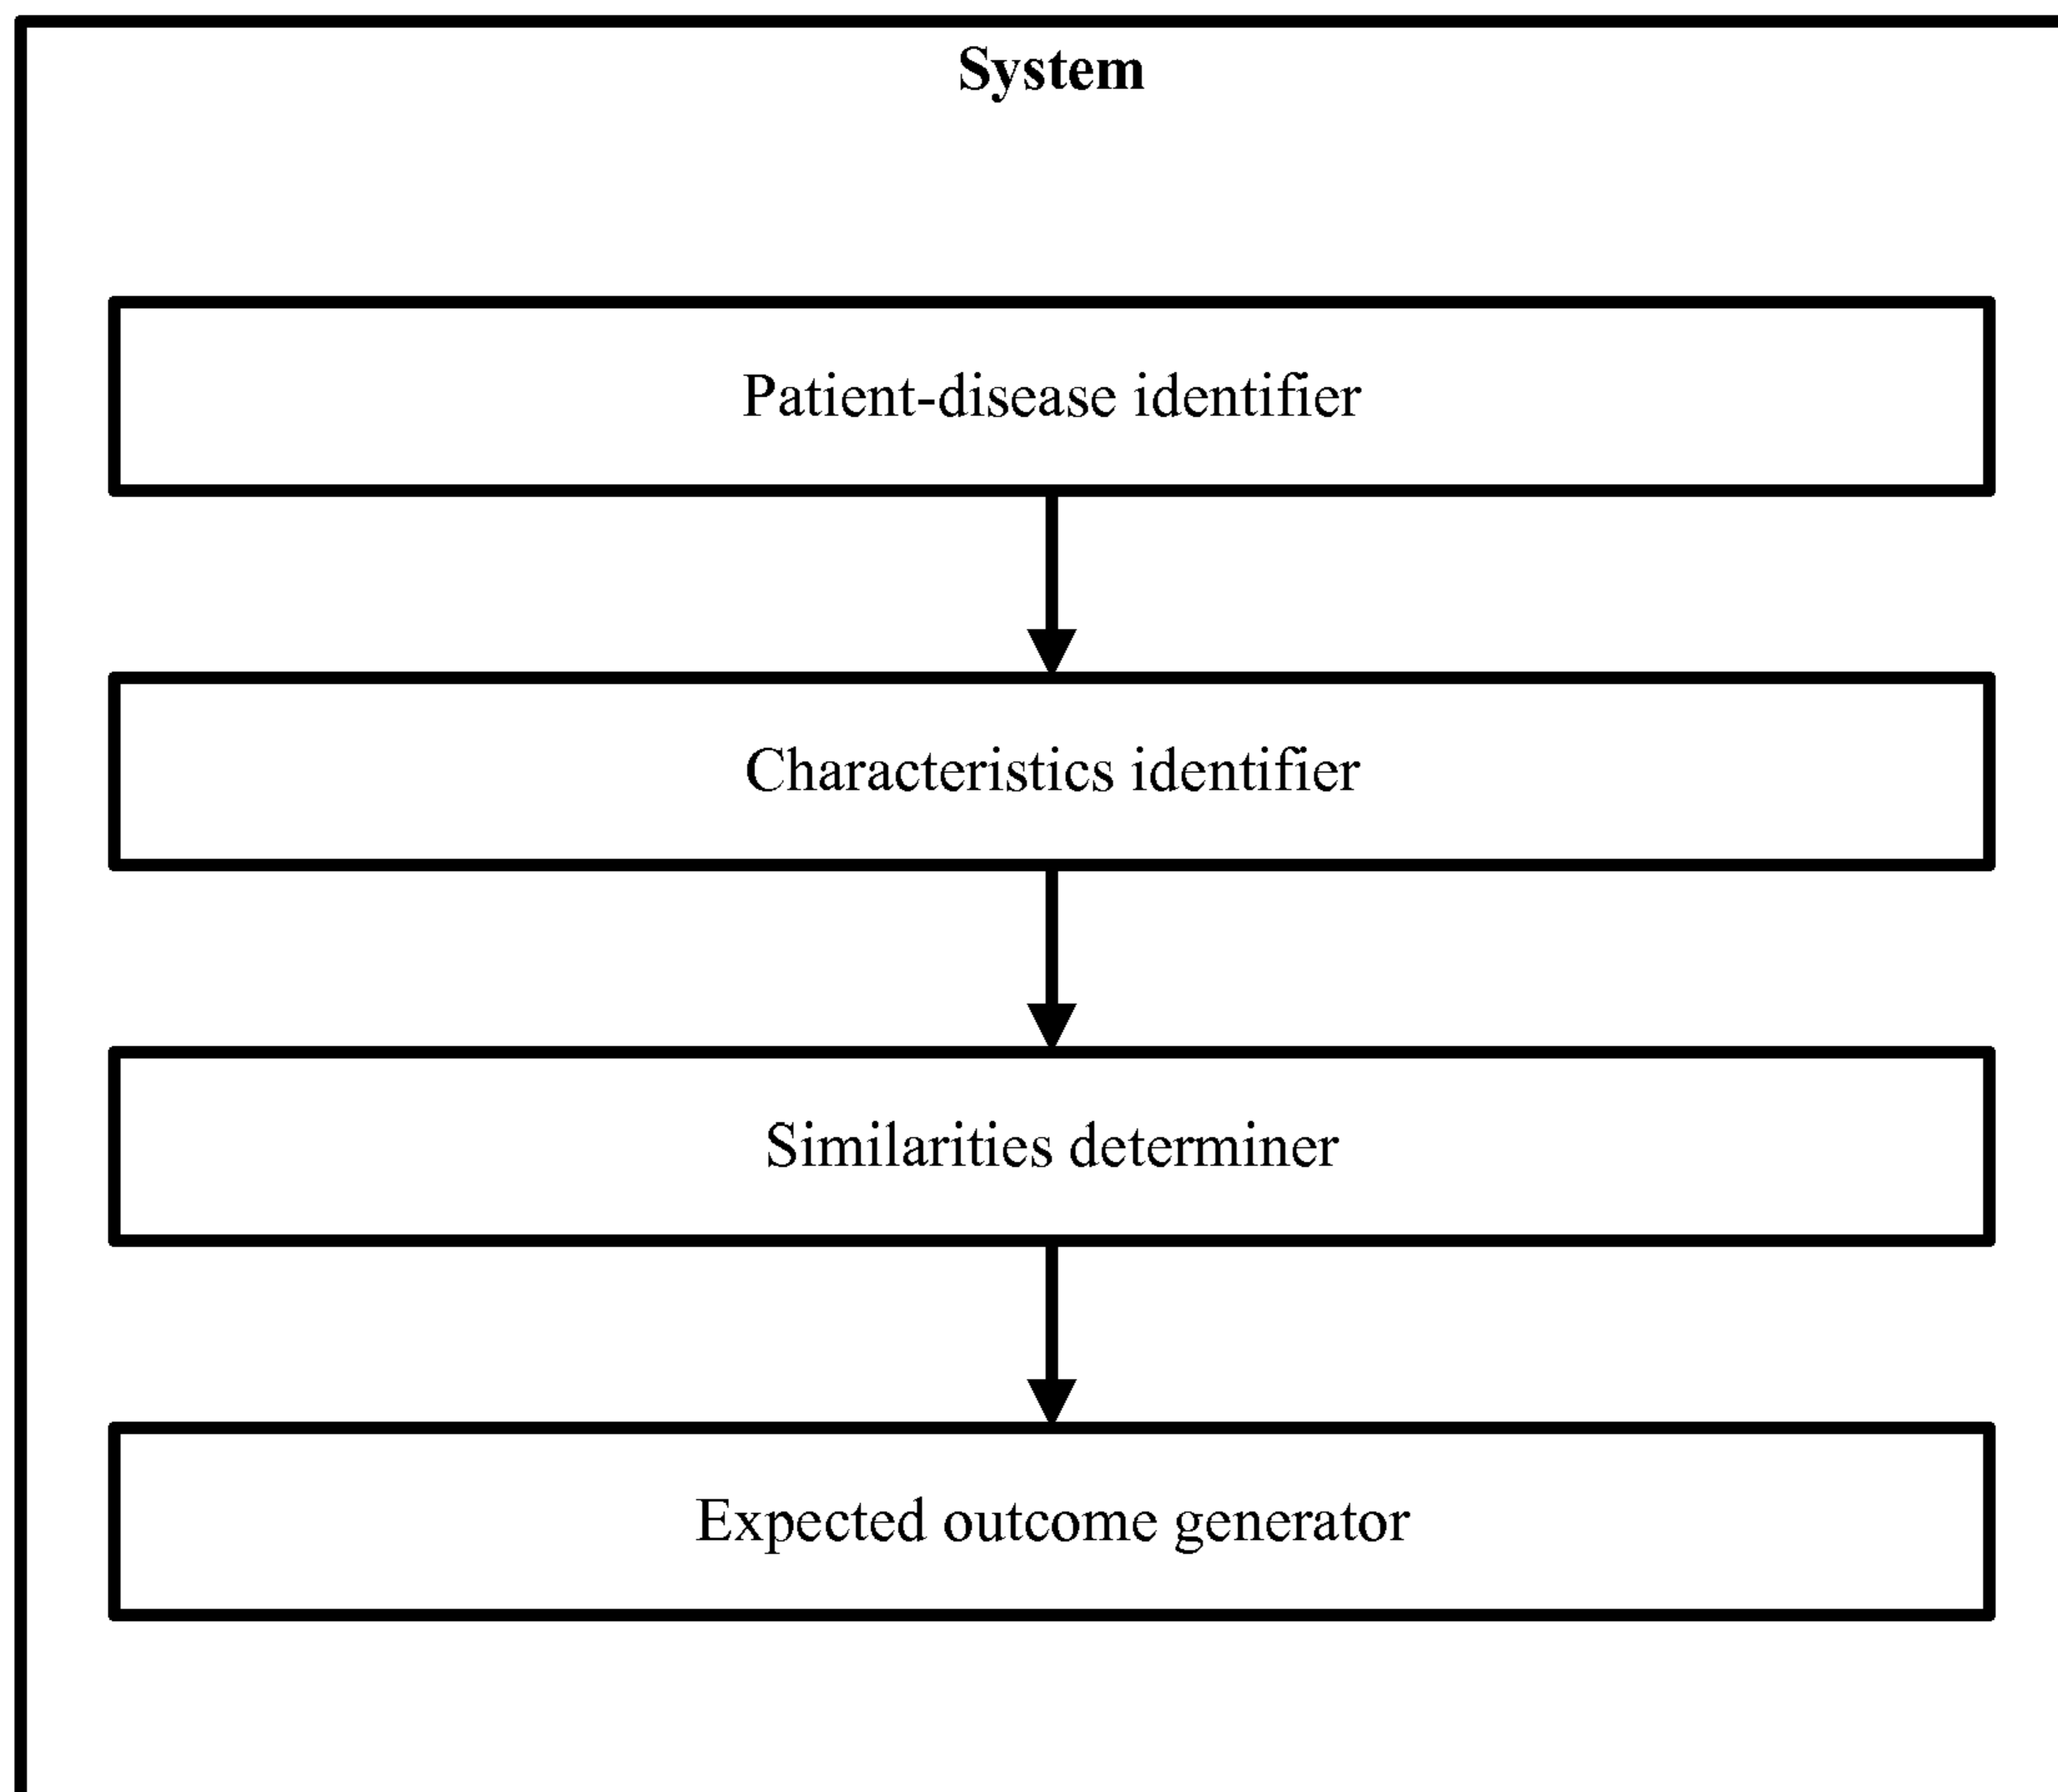 System
Patient-disease identifier
Characteristics identifier
Similarities determiner
Expected outcome generator